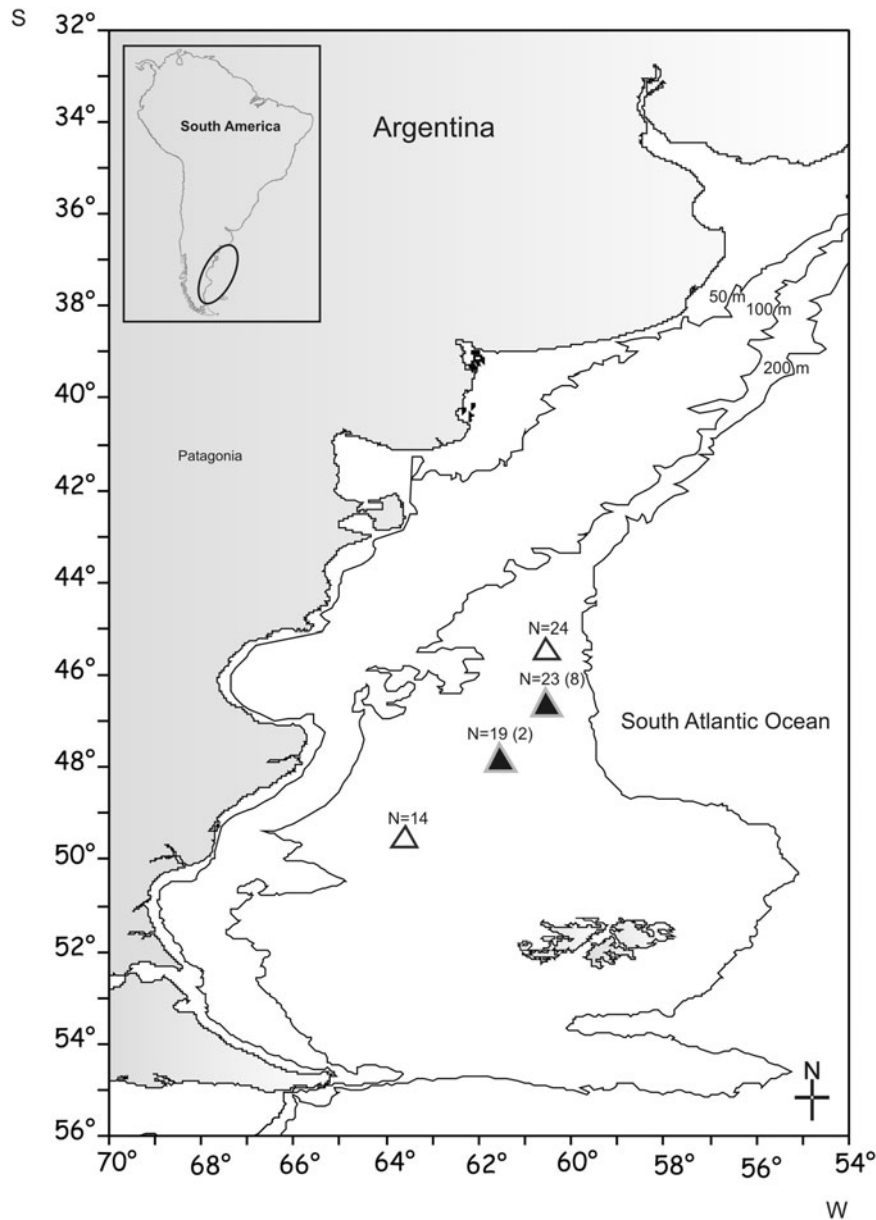 S
32°
34°
36°
38°
40°
42°
44°
46°
48°
50°
52°
54°
56°
South America
Argentina
50 m
100 m
200 m
Patagonia
N=24
N=23 (8)
South Atlantic Ocean
N=19 (2)
N=14
N
70° 68° 66° 64° 62° 60° 58° 56° 54°
W